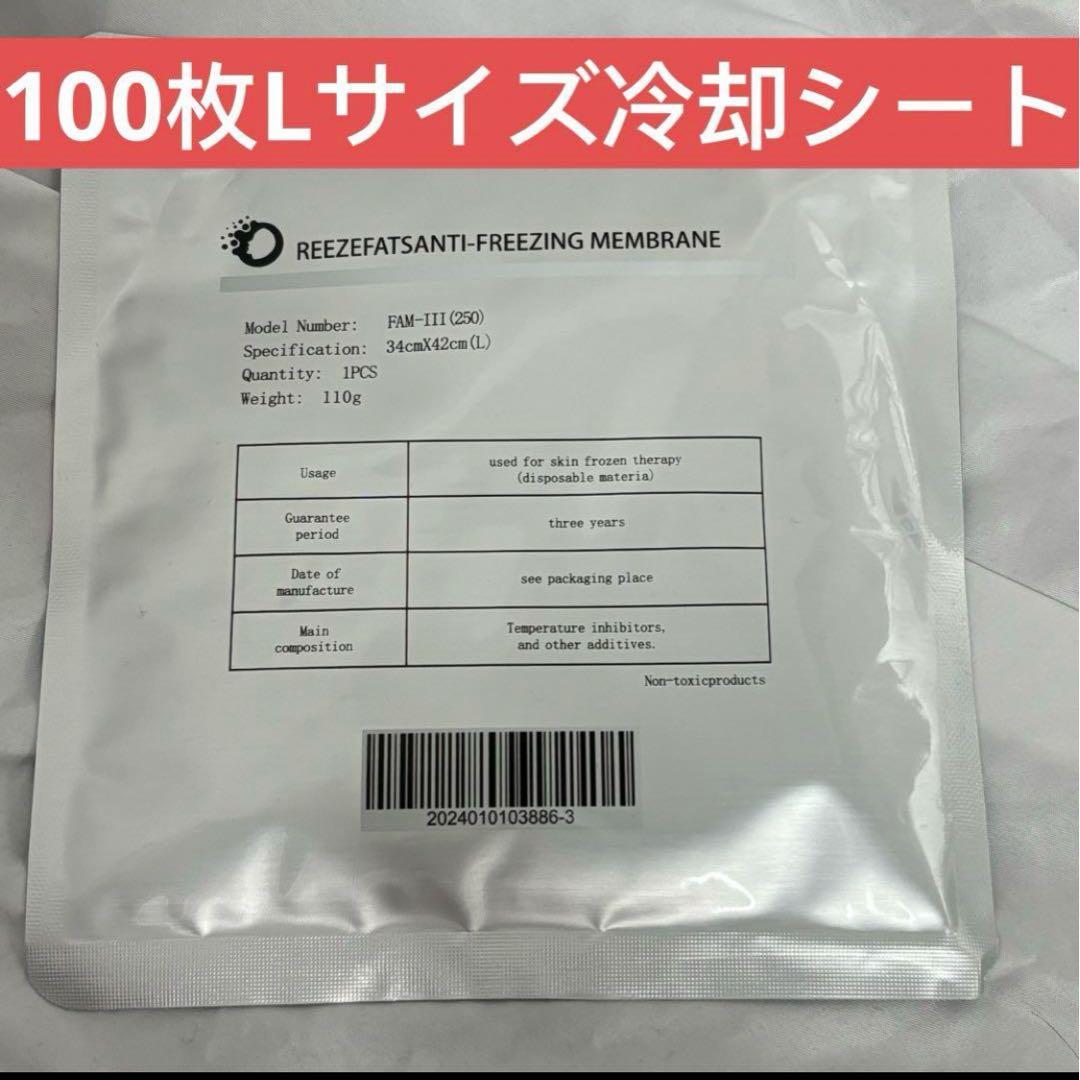 100枚Lサイズ冷却シート
REEZEFATSANTI-FREEZING MEMBRANE
Model Number: FAM-III(250)
Specification: 34cmX42cm(L)
Quantity: 1PCS
Weight: 110g
Usage
used for skin frozen therapy
(disposable materia)
Guarantee
period
three years
Date of
manufacture
see packaging place
Main
composition
Temperature inhibitors,
and other additives.
Non-toxicproducts
2024010103886-3